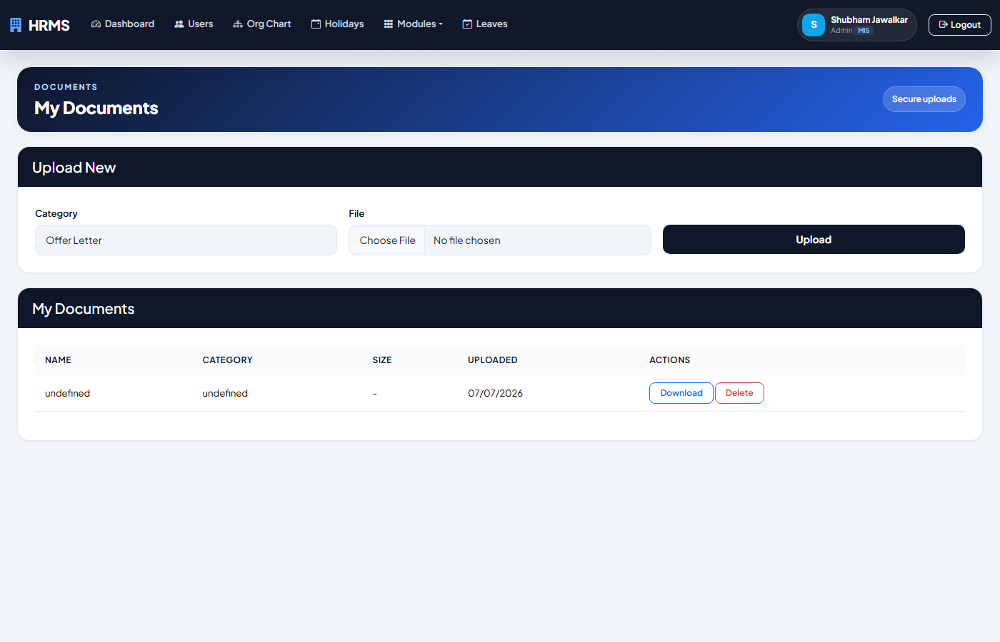 HRMS
Dashboard
Users
Org Chart
Holidays
Modules
Leaves
S
Shubham Jawalkar
Admin MIS
Logout
DOCUMENTS
My Documents
Secure uploads
Upload New
Category
File
Offer Letter
Choose File
No file chosen
Upload
My Documents
NAME CATEGORY SIZE UPLOADED ACTIONS
undefined undefined - 07/07/2026 Download Delete